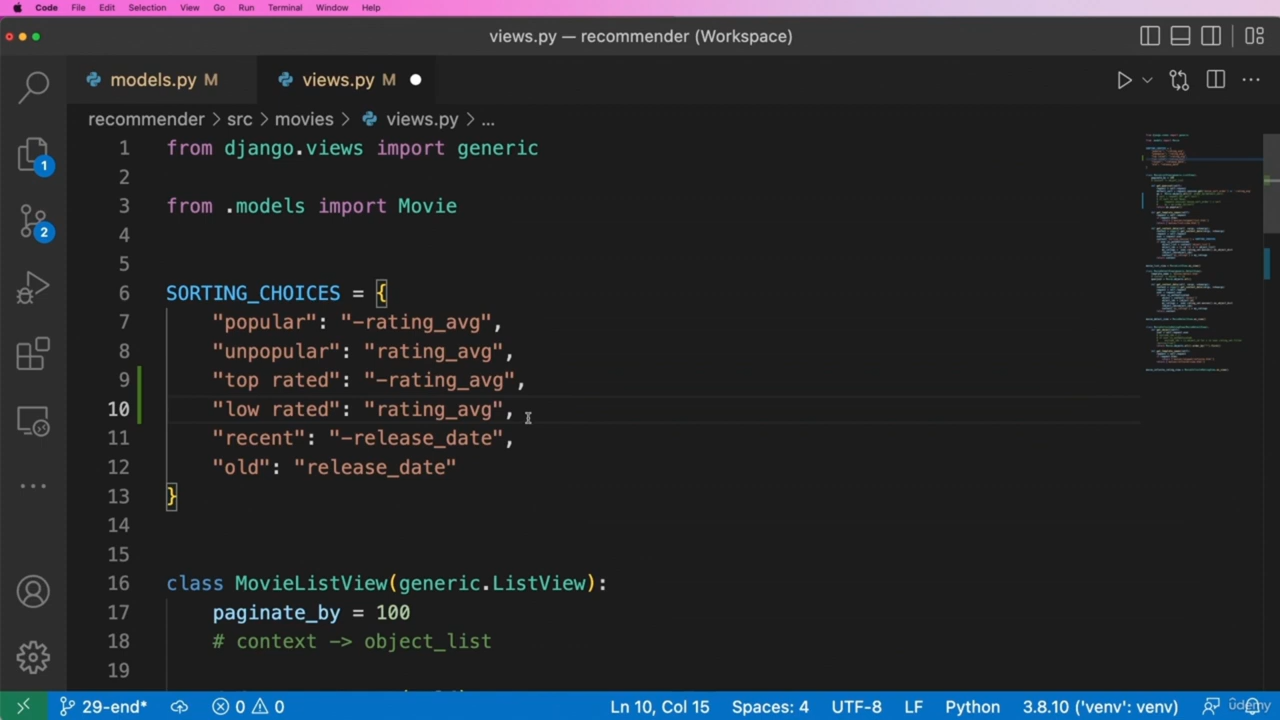 Code File Edit Selection View Go Run Terminal Window Help
views.py — recommender (Workspace)
models.py M views.py M
recommender > src > movies > views.py > ...
1 from django.views import generic
2
3 from .models import Movie
4
5
6 SORTING_CHOICES = {
7 "popular": "-rating_avg",
8 "unpopular": "rating_avg",
9 "top rated": "-rating_avg",
10 "low rated": "rating_avg",
11 "recent": "-release_date",
12 "old": "release_date"
13 }
14
15
16 class MovieListView(generic.ListView):
17 paginate_by = 100
18 # context -> object_list
19
1
2
29-end* 0 0 Ln 10, Col 15 Spaces: 4 UTF-8 LF Python 3.8.10 ('venv': venv)
udemy